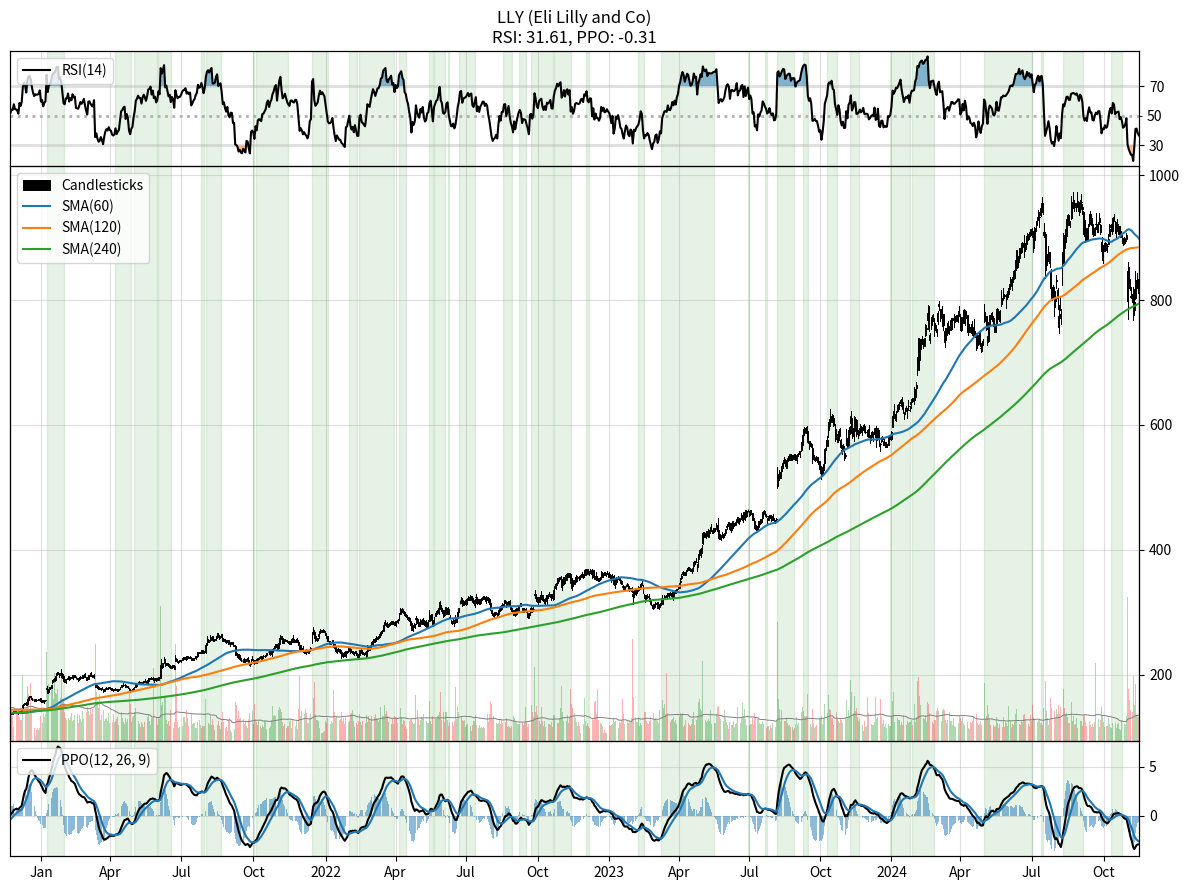 LLY (Eli Lilly and Co)
RSI: 31.61, PPO: -0.31
RSI(14)
70
50
30
Candlesticks
SMA(60)
SMA(120)
SMA(240)
1000
800
600
400
200
PPO(12, 26, 9)
5
0
Jan Apr Jul Oct 2022 Apr Jul Oct 2023 Apr Jul Oct 2024 Apr Jul Oct